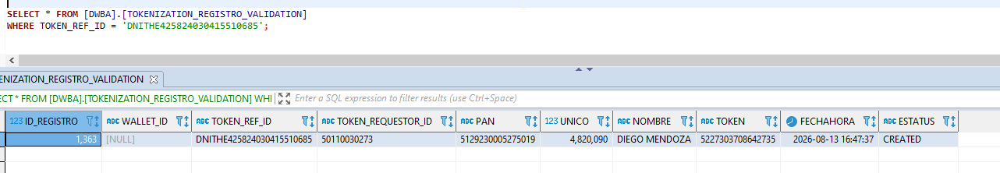 SELECT * FROM [DWBA].[TOKENIZATION_REGISTRO_VALIDATION]
WHERE TOKEN_REF_ID = 'DNITHE425824030415510685';
ENIZATION_REGISTRO_VALIDATION
ECT * FROM [DWBA].[TOKENIZATION_REGISTRO_VALIDATION] WHI Enter a SQL expression to filter results (use Ctrl+Space)
123 ID_REGISTRO ABC WALLET_ID ABC TOKEN_REF_ID ABC TOKEN_REQUESTOR_ID ABC PAN 123 UNICO ABC NOMBRE ABC TOKEN FECHAHORA ABC ESTATUS
1,363 [NULL] DNITHE425824030415510685 50110030273 5129230005275019 4,820,090 DIEGO MENDOZA 5227303708642735 2026-08-13 16:47:37 CREATED